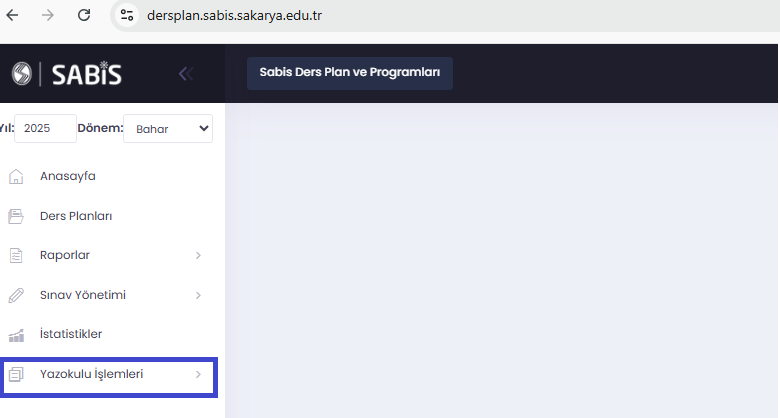 dersplan.sabis.sakarya.edu.tr
SABİS
Sabis Ders Plan ve Programları
Yıl: 2025 Dönem: Bahar
Anasayfa
Ders Planları
Raporlar
Sınav Yönetimi
İstatistikler
Yazokulu İşlemleri